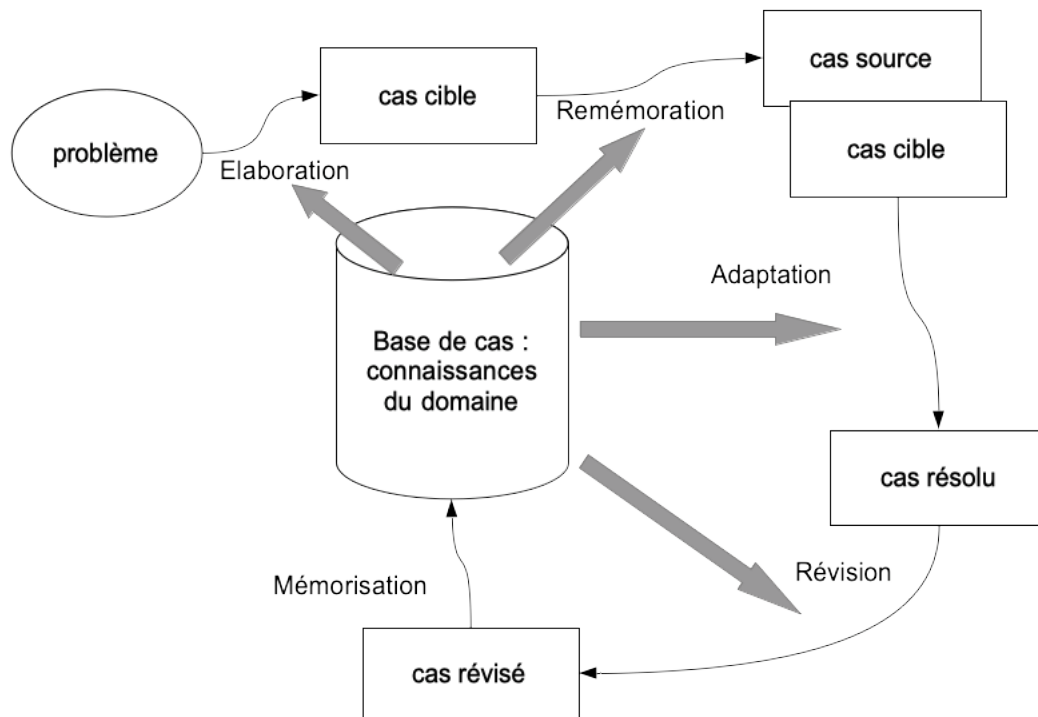 cas source
cas cible
Remémoration
problème
cas cible
Elaboration
Adaptation
Base de cas :
connaissances
du domaine
cas résolu
Révision
Mémorisation
cas révisé